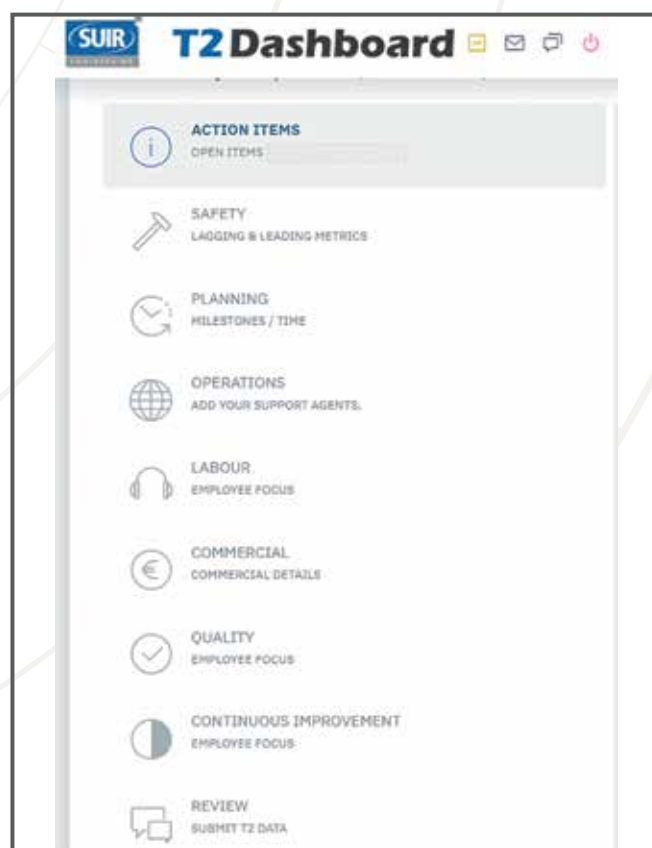 SUIR
T2 Dashboard
ACTION ITEMS
OPEN ITEMS
SAFETY
LAGGING & LEADING METRICS
PLANNING
MILESTONES / TIME
OPERATIONS
ADD YOUR SUPPORT AGENTS.
LABOUR
EMPLOYEE FOCUS
COMMERCIAL
COMMERCIAL DETAILS
QUALITY
EMPLOYEE FOCUS
CONTINUOUS IMPROVEMENT
EMPLOYEE FOCUS
REVIEW
SUBMIT T2 DATA